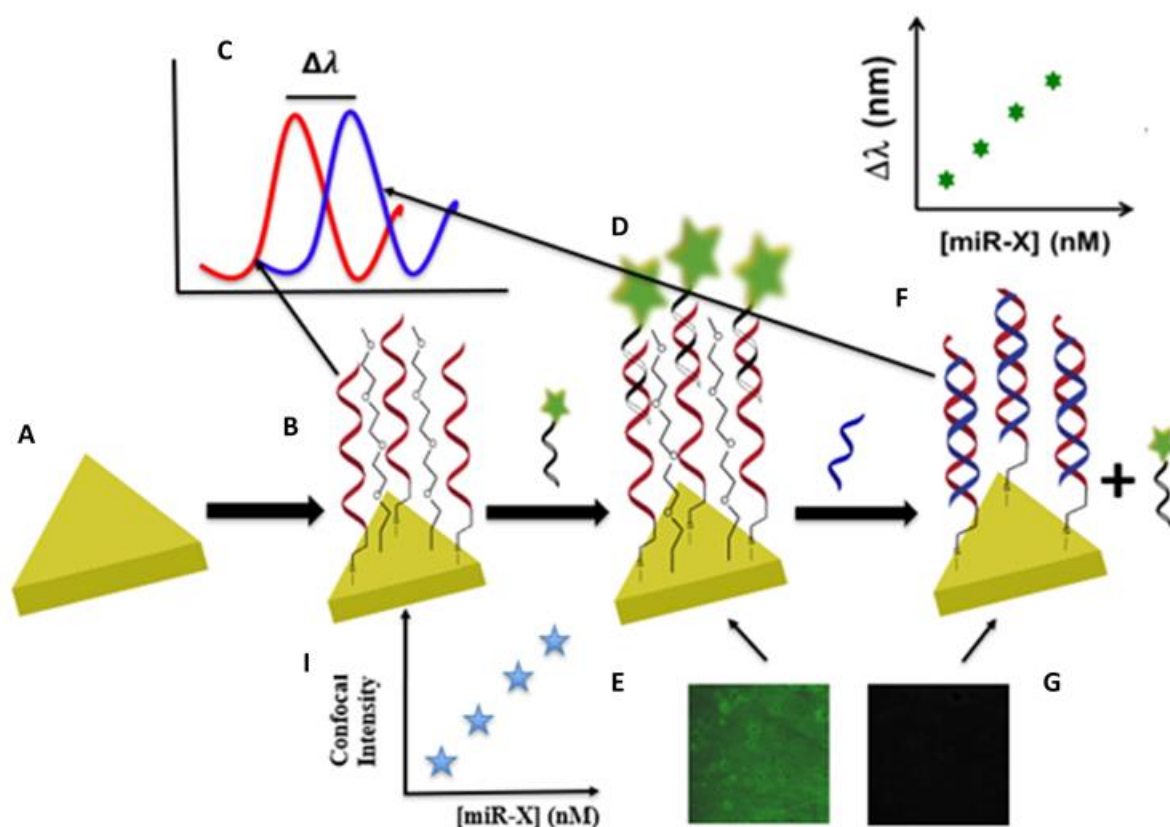 C
Δλ
Δλ (nm)
[miR-X] (nM)
D
F
A
B
+
I
Confocal
Intensity
[miR-X] (nM)
E
G